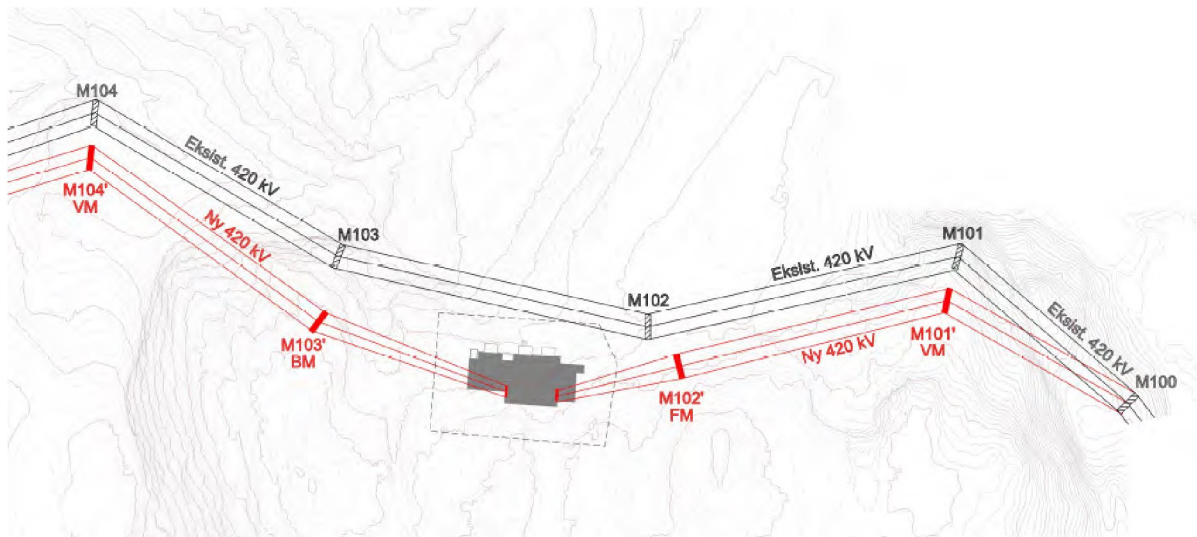 M104
Eksist. 420 kV
M104'
VM
Ny 420 kV
M103
M103'
BM
M102
Eksist. 420 kV
M101
Ny 420 kV
M101'
VM
M102'
FM
Eksist. 420 kV
M100